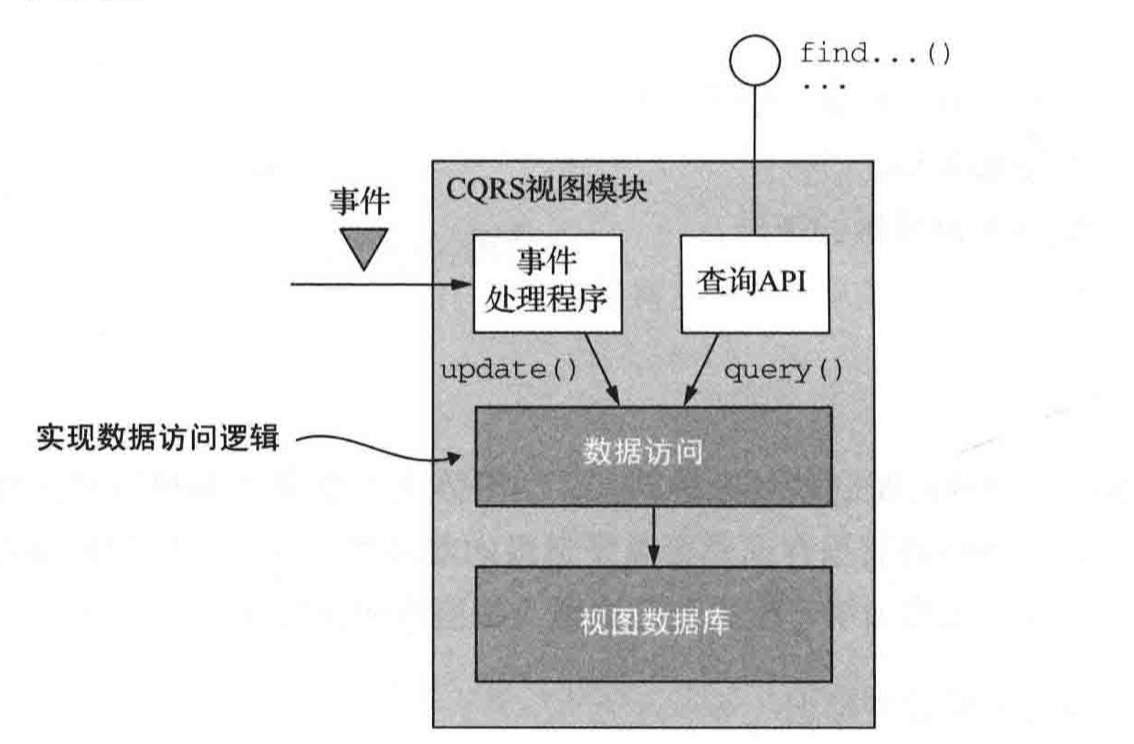 find...()
...
CQRS视图模块
事件
事件
处理程序
查询API
update()
query()
实现数据访问逻辑
数据访问
视图数据库